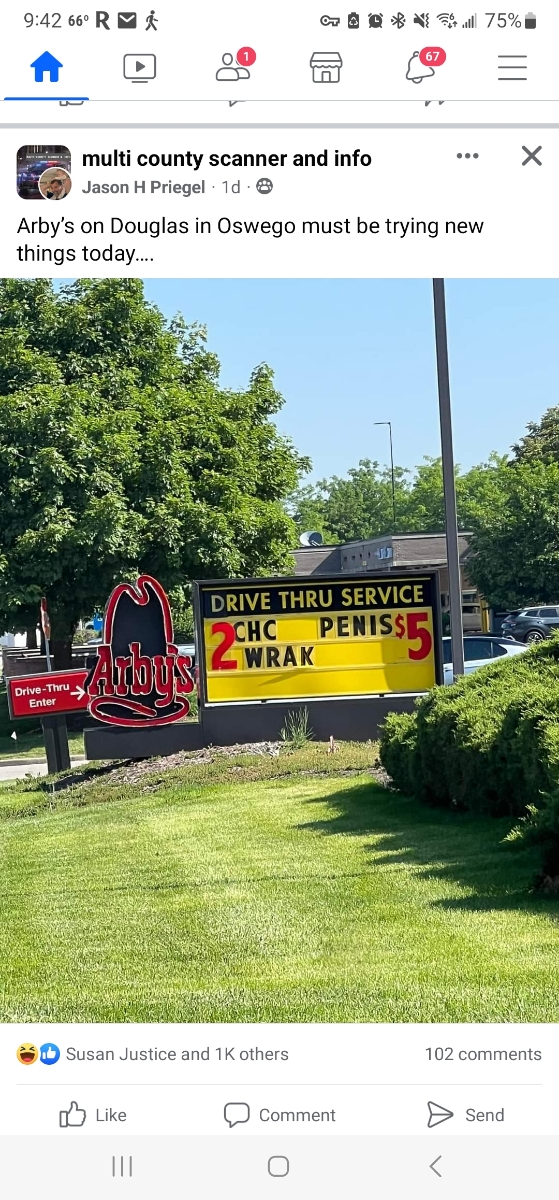 9:42 66° R 75%
1
67
multi county scanner and info
Jason H Priegel · 1d ·
Arby's on Douglas in Oswego must be trying new
things today....
DRIVE THRU SERVICE
2 CHC PENIS $5
WRAK
Arby's
Drive-Thru
Enter
Susan Justice and 1K others
102 comments
Like
Comment
Send